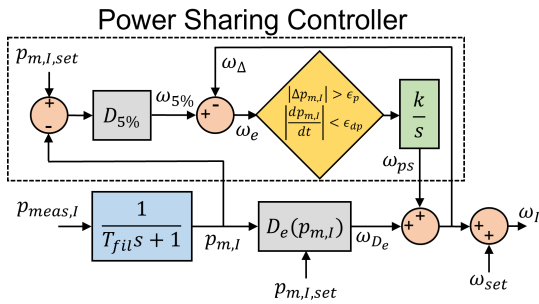 Power Sharing Controller
p_{m,I,set}
ω_Δ
+
-
D_{5%}
ω_{5%}
-
+
ω_e
|Δp_{m,I}| > ϵ_p
|dp_{m,I}/dt| < ϵ_{dp}
k/s
ω_{ps}
p_{meas,I}
1/(T_{fil}s + 1)
p_{m,I}
D_e(p_{m,I})
ω_{D_e}
+
+
+
+
ω_I
p_{m,I,set}
ω_{set}